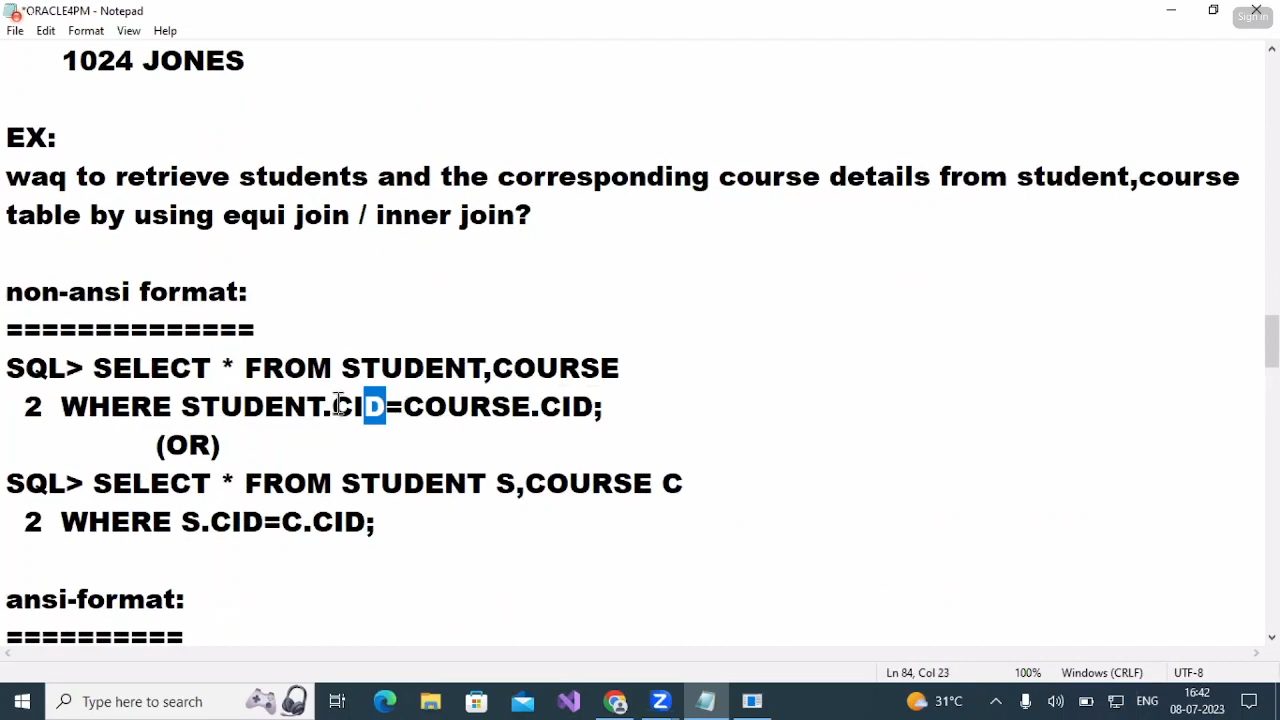 *ORACLE4PM - Notepad
Sign in
File Edit Format View Help
1024 JONES
EX:
waq to retrieve students and the corresponding course details from student,course
table by using equi join / inner join?
non-ansi format:
==============
SQL> SELECT * FROM STUDENT,COURSE
2 WHERE STUDENT.CID=COURSE.CID;
(OR)
SQL> SELECT * FROM STUDENT S,COURSE C
2 WHERE S.CID=C.CID;
ansi-format:
==========
Ln 84, Col 23 100% Windows (CRLF) UTF-8
Type here to search
31°C
ENG
16:42
08-07-2023